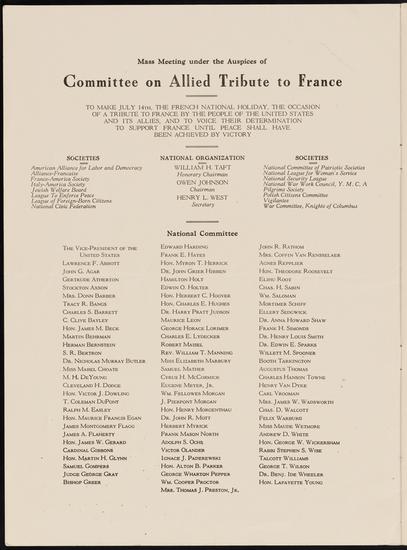 Mass Meeting under the Auspices of
Committee on Allied Tribute to France
TO MAKE JULY 14TH, THE FRENCH NATIONAL HOLIDAY, THE OCCASION
OF A TRIBUTE TO FRANCE BY THE PEOPLE OF THE UNITED STATES
AND ITS ALLIES, AND TO VOICE THEIR DETERMINATION
TO SUPPORT FRANCE UNTIL PEACE SHALL HAVE
BEEN ACHIEVED BY VICTORY
SOCIETIES
American Alliance for Labor and Democracy
Alliance-Francaise
France-America Society
Italy-America Society
Jewish Welfare Board
League To Enforce Peace
League of Foreign-Born Citizens
National Civic Federation
NATIONAL ORGANIZATION
WILLIAM H. TAFT
Honorary Chairman
OWEN JOHNSON
Chairman
HENRY L. WEST
Secretary
SOCIETIES
National Committee of Patriotic Societies
National League for Woman's Service
National Security League
National War Work Council, Y. M. C. A
Pilgrims Society
Polish Citizens Committee
Vigilantes
War Committee, Knights of Columbus
National Committee
THE VICE-PRESIDENT OF THE
UNITED STATES
LAWRENCE F. ABBOTT
JOHN G. AGAR
GERTRUDE ATHERTON
STOCKTON AXSON
MRS. DONN BARBER
TRACY R. BANGS
CHARLES S. BARRETT
C. CLIVE BAYLEY
HON. JAMES M. BECK
MARTIN BEHRMAN
HERMAN BERNSTEIN
S. R. BERTRON
DR. NICHOLAS MURRAY BUTLER
MISS MABEL CHOATE
M. H. DEYOUNG
CLEVELAND H. DODGE
HON. VICTOR J. DOWLING
T. COLEMAN DUPONT
RALPH M. EASLEY
HON. MAURICE FRANCIS EGAN
JAMES MONTGOMERY FLAGG
JAMES A. FLAHERTY
HON. JAMES W. GERARD
CARDINAL GIBBONS
HON. MARTIN H. GLYNN
SAMUEL GOMPERS
JUDGE GEORGE GRAY
BISHOP GREER
EDWARD HARDING
FRANK E. HAYES
HON. MYRON T. HERRICK
DR. JOHN GRIER HIBBEN
HAMILTON HOLT
EDWIN O. HOLTER
HON. HERBERT C. HOOVER
HON. CHARLES E. HUGHES
DR. HARRY PRATT JUDSON
MAURICE LEON
GEORGE HORACE LORIMER
CHARLES E. LYDECKER
ROBERT MAISEL
MISS ELIZABETH MARBURY
REV. WILLIAM T. MANNING
SAMUEL MATHER
CYRUS H. MCCORMICK
EUGENE MEYER, JR.
WM. FELLOWES MORGAN
J. PIERPONT MORGAN
HON. HENRY MORGENTHAU
DR. JOHN R. MOTT
HERBERT MYRICK
FRANK MASON NORTH
ADOLPH S. OCHS
VICTOR OLANDER
IGNACE J. PADEREWSKI
HON. ALTON B. PARKER
GEORGE WHARTON PEPPER
WM. COOPER PROCTOR
MRS. THOMAS J. PRESTON, JR.
JOHN R. RATHOM
MRS. COFFIN VAN RENSSELAER
AGNES REPPLIER
HON. THEODORE ROOSEVELT
ELIHU ROOT
CHAS. H. SABIN
WM. SALOMAN
MORTIMER SCHIFF
ELLERY SEDGWICK
DR. ANNA HOWARD SHAW
FRANK H. SIMONDS
DR. HENRY LOUIS SMITH
DR. EDWIN E. SPARKS
WILLETT M. SPOONER
BOOTH TARKINGTON
AUGUSTUS THOMAS
CHARLES HANSON TOWNE
HENRY VAN DYKE
CARL VROOMAN
MRS. JAMES W. WADSWORTH
CHAS. D. WALCOTT
FELIX WARBURG
MISS MAUDE WETMORE
ANDREW D. WHITE
HON. GEORGE W. WICKERSHAM
RABBI STEPHEN S. WISE
TALCOTT WILLIAMS
GEORGE T. WILSON
DR. BENJ. IDE WHEELER
HON. LAFAYETTE YOUNG